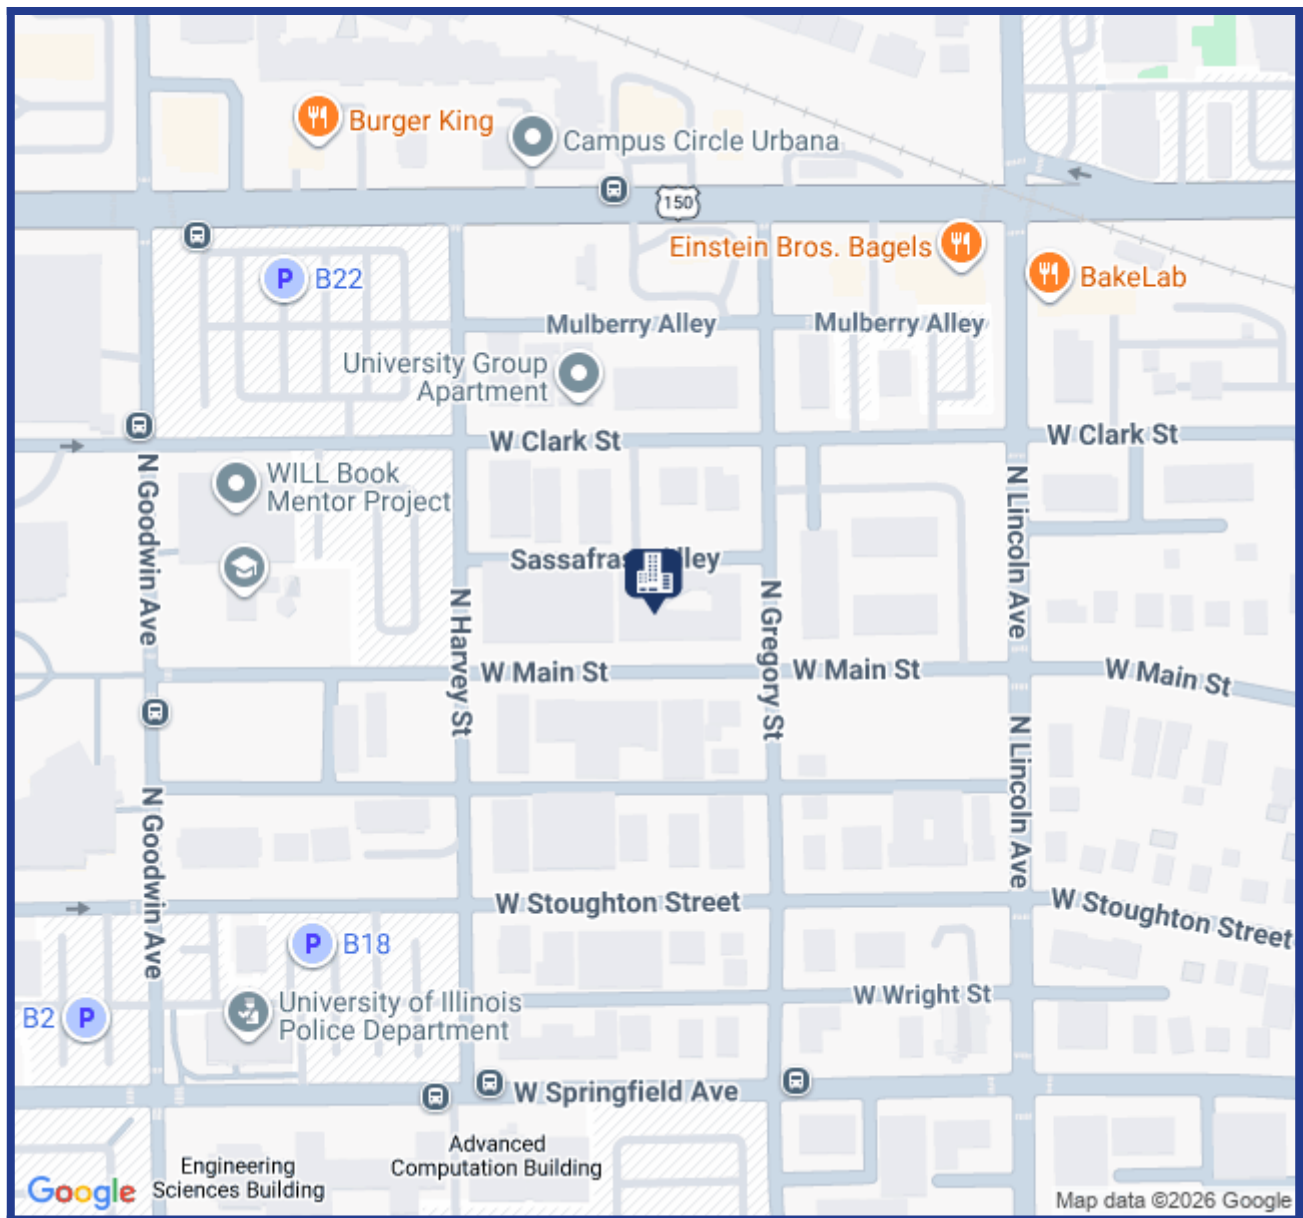 Burger King
Campus Circle Urbana
150
Einstein Bros. Bagels
BakeLab
P
B22
Mulberry Alley
Mulberry Alley
University Group
Apartment
W Clark St
W Clark St
N Goodwin Ave
WILL Book
Mentor Project
N Lincoln Ave
N Harvey St
N Gregory St
W Main St
W Main St
W Main St
N Goodwin Ave
N Lincoln Ave
W Stoughton Street
W Stoughton Street
P
B18
B2
P
University of Illinois
Police Department
W Wright St
W Springfield Ave
Advanced
Computation Building
Engineering
Sciences Building
Google
Map data ©2026 Google